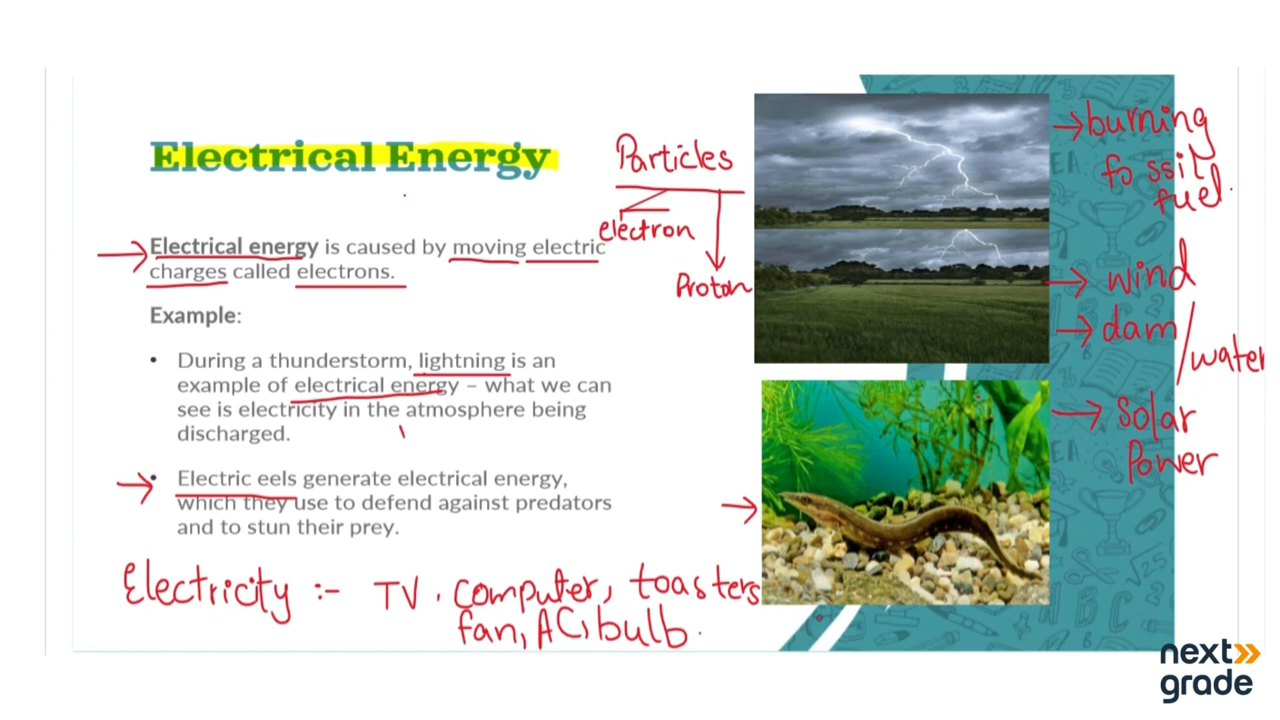 Electrical Energy
Electrical energy is caused by moving electric
charges called electrons.
Example:
• During a thunderstorm, lightning is an
example of electrical energy – what we can
see is electricity in the atmosphere being
discharged.
• Electric eels generate electrical energy,
which they use to defend against predators
and to stun their prey.
Electricity :- TV, computer, toasters
fan, AC, bulb.
Particles
electron
Proton
→ burning
fossil
fuel.
→ wind
→ dam/
water
→ Solar
Power
next
grade